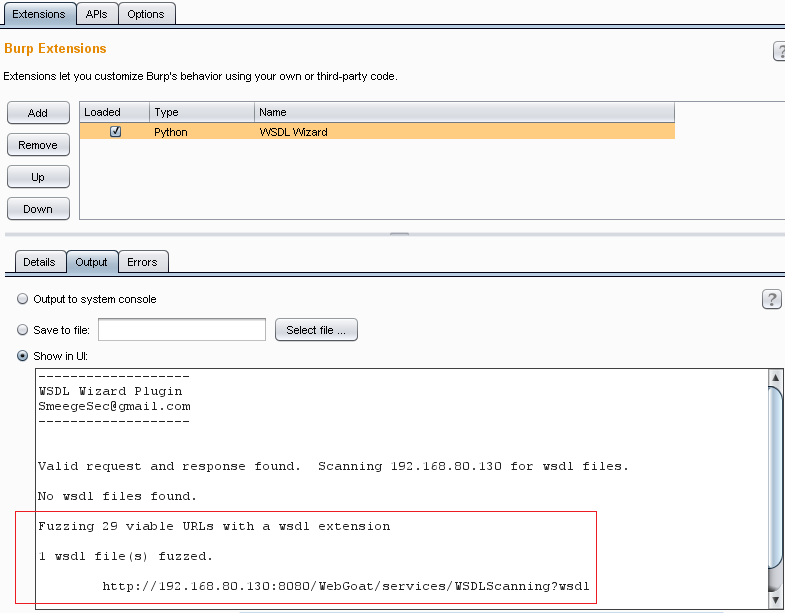 Extensions APIs Options
Burp Extensions
?
Extensions let you customize Burp's behavior using your own or third-party code.
Add
Remove
Up
Down
Loaded Type Name
Python WSDL Wizard
Details Output Errors
Output to system console
?
Save to file: Select file ...
Show in UI:
-------------------
WSDL Wizard Plugin
SmeegeSec@gmail.com
-------------------
Valid request and response found.  Scanning 192.168.80.130 for wsdl files.
No wsdl files found.
Fuzzing 29 viable URLs with a wsdl extension
1 wsdl file(s) fuzzed.
http://192.168.80.130:8080/WebGoat/services/WSDLScanning?wsdl